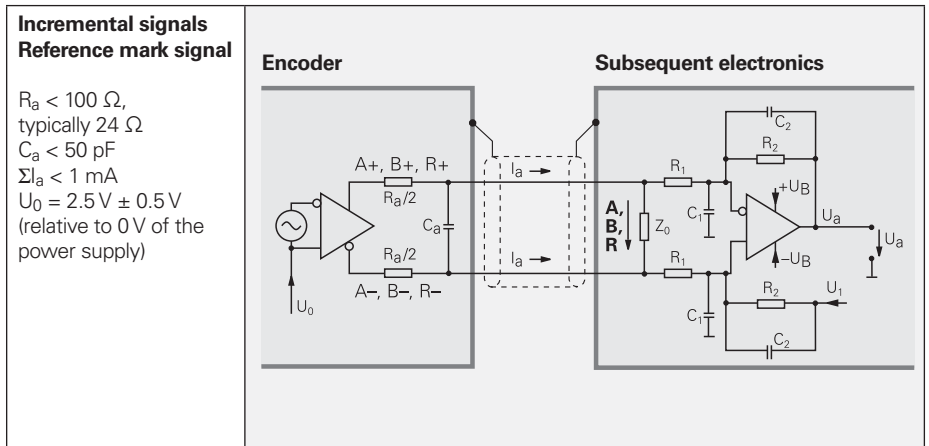 Incremental signals
Reference mark signal
Rₐ < 100 Ω,
typically 24 Ω
Cₐ < 50 pF
ΣIₐ < 1 mA
U₀ = 2.5 V ± 0.5 V
(relative to 0 V of the
power supply)
Encoder
Subsequent electronics
A+, B+, R+
Rₐ/2
Cₐ
Rₐ/2
A–, B–, R–
U₀
Iₐ
Iₐ
A,
B,
R
Z₀
R₁
C₁
R₁
C₁
C₂
R₂
+U_B
–U_B
Uₐ
Uₐ
R₂
U₁
C₂